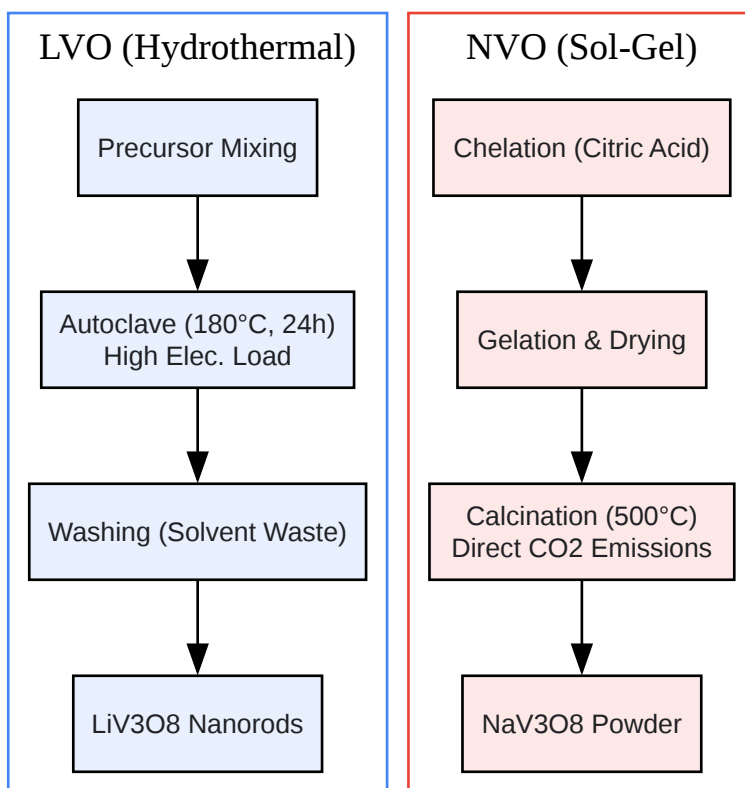 LVO (Hydrothermal)
Precursor Mixing
Autoclave (180°C, 24h)
High Elec. Load
Washing (Solvent Waste)
LiV3O8 Nanorods
NVO (Sol-Gel)
Chelation (Citric Acid)
Gelation & Drying
Calcination (500°C)
Direct CO2 Emissions
NaV3O8 Powder